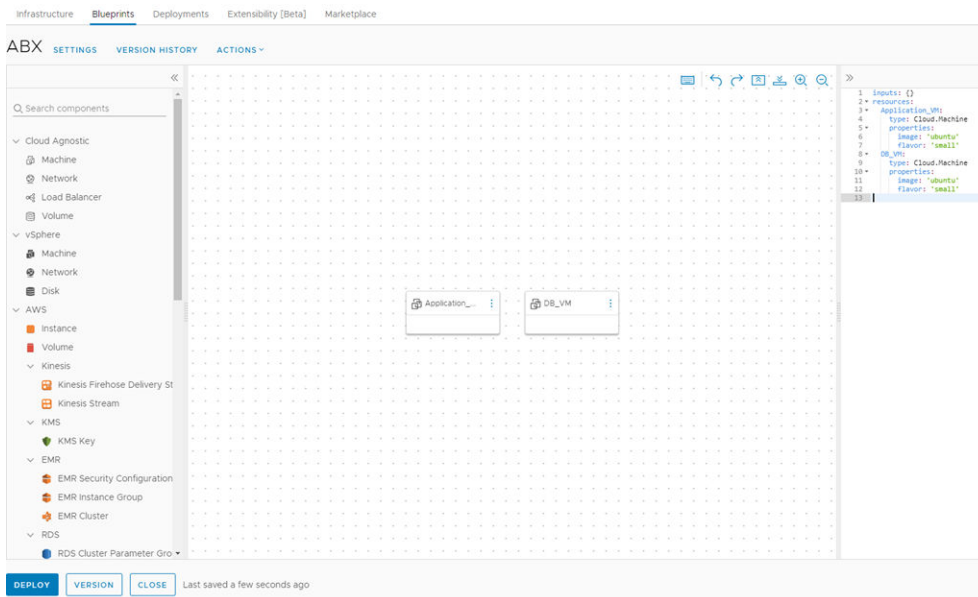 Infrastructure Blueprints Deployments Extensibility [Beta] Marketplace
ABX SETTINGS VERSION HISTORY ACTIONS
Search components
Cloud Agnostic
Machine
Network
Load Balancer
Volume
vSphere
Machine
Network
Disk
AWS
Instance
Volume
Kinesis
Kinesis Firehose Delivery St
Kinesis Stream
KMS
KMS Key
EMR
EMR Security Configuration
EMR Instance Group
EMR Cluster
RDS
RDS Cluster Parameter Gro
Application_...
DB_VM
1 inputs: {}
2 resources:
3 Application_VM:
4 type: Cloud.Machine
5 properties:
6 image: 'ubuntu'
7 flavor: 'small'
8 DB_VM:
9 type: Cloud.Machine
10 properties:
11 image: 'ubuntu'
12 flavor: 'small'
13
DEPLOY VERSION CLOSE Last saved a few seconds ago